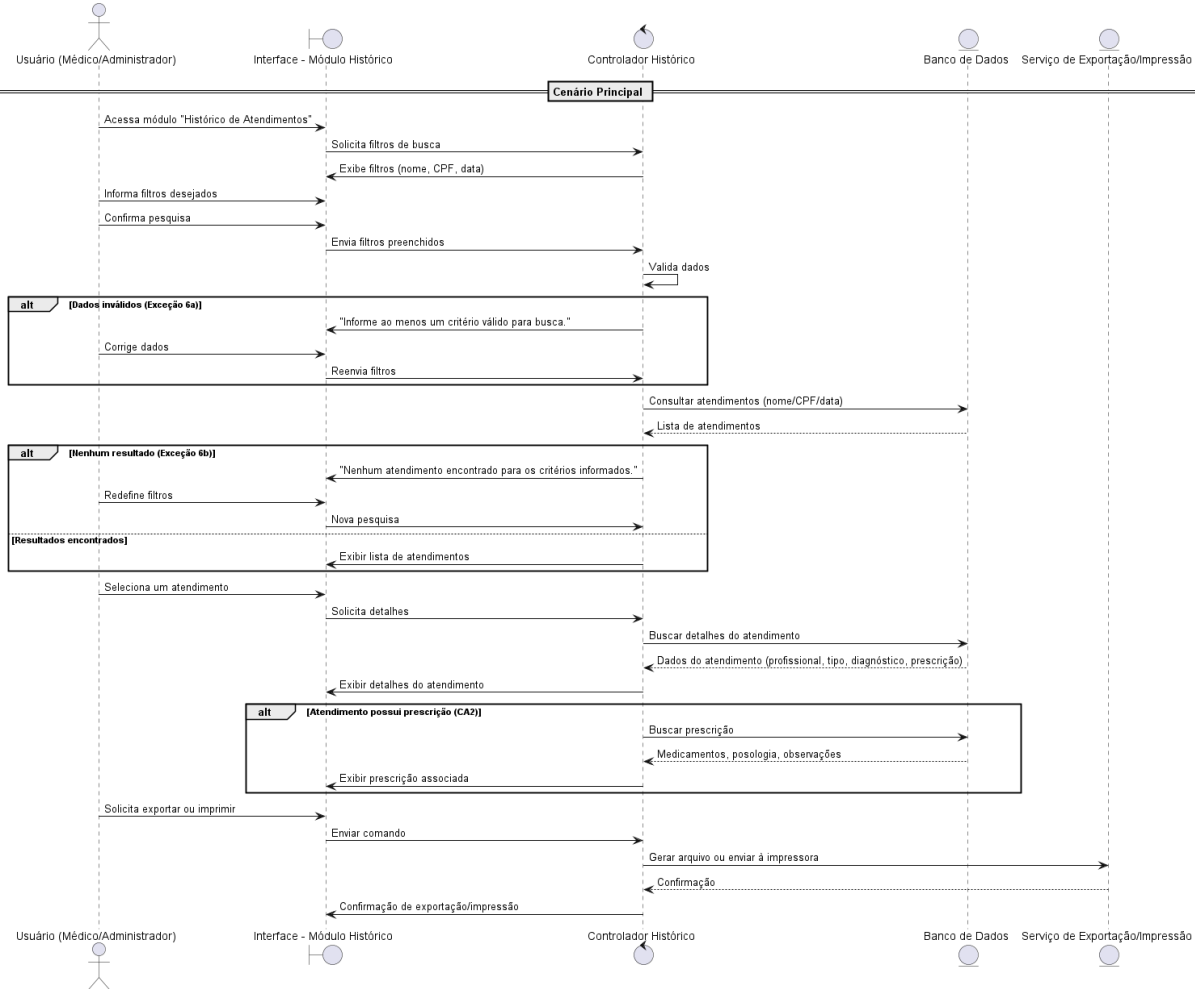 Usuário (Médico/Administrador)
Interface - Módulo Histórico
Controlador Histórico
Banco de Dados
Serviço de Exportação/Impressão
Cenário Principal
Acessa módulo "Histórico de Atendimentos"
Solicita filtros de busca
Exibe filtros (nome, CPF, data)
Informa filtros desejados
Confirma pesquisa
Envia filtros preenchidos
Valida dados
alt [Dados inválidos (Exceção 6a)]
"Informe ao menos um critério válido para busca."
Corrige dados
Reenvia filtros
Consultar atendimentos (nome/CPF/data)
Lista de atendimentos
alt [Nenhum resultado (Exceção 6b)]
"Nenhum atendimento encontrado para os critérios informados."
Redefine filtros
Nova pesquisa
[Resultados encontrados]
Exibir lista de atendimentos
Seleciona um atendimento
Solicita detalhes
Buscar detalhes do atendimento
Dados do atendimento (profissional, tipo, diagnóstico, prescrição)
Exibir detalhes do atendimento
alt [Atendimento possui prescrição (CA2)]
Buscar prescrição
Medicamentos, posologia, observações
Exibir prescrição associada
Solicita exportar ou imprimir
Enviar comando
Gerar arquivo ou enviar à impressora
Confirmação
Confirmação de exportação/impressão
Usuário (Médico/Administrador)
Interface - Módulo Histórico
Controlador Histórico
Banco de Dados
Serviço de Exportação/Impressão